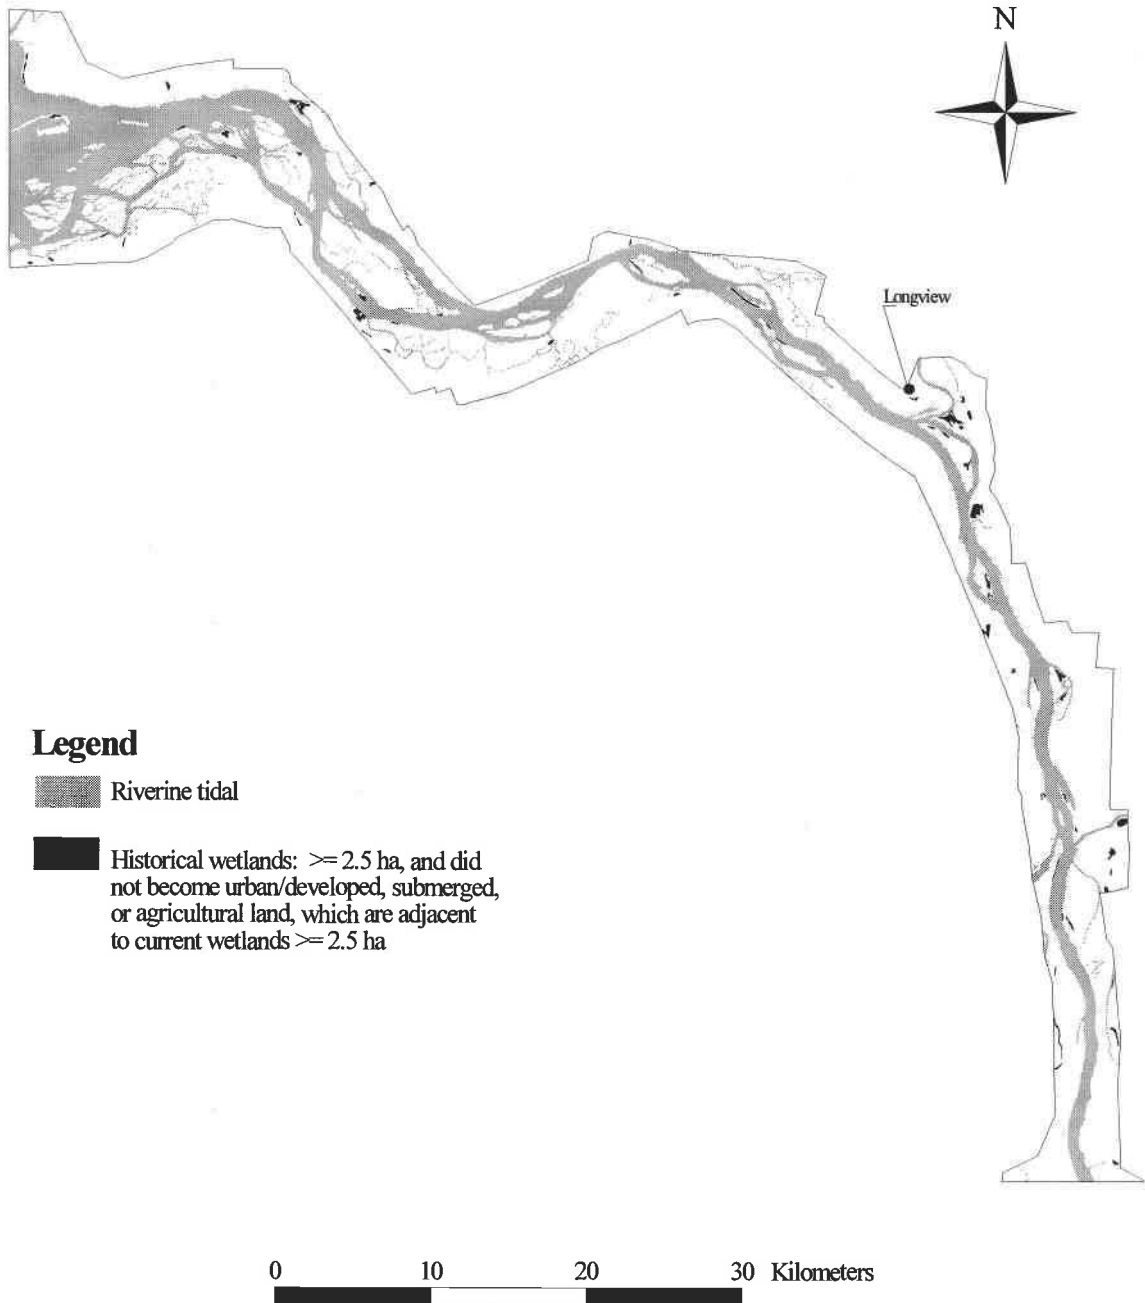 N
Longview
Legend
Riverine tidal
Historical wetlands: >= 2.5 ha, and did
not become urban/developed, submerged,
or agricultural land, which are adjacent
to current wetlands >= 2.5 ha
0 10 20 30 Kilometers